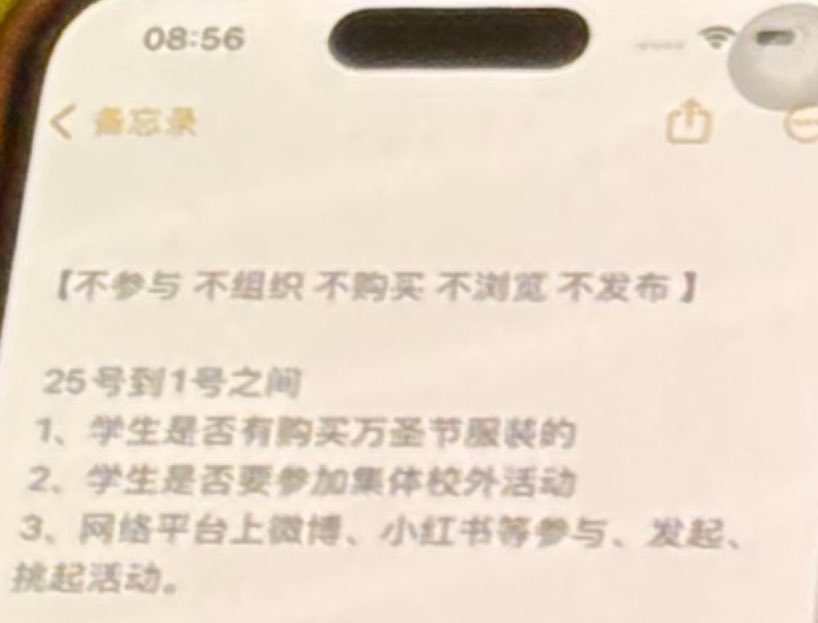 08:56
备忘录
【不参与 不组织 不购买 不浏览 不发布】
25号到1号之间
1、学生是否有购买万圣节服装的
2、学生是否要参加集体校外活动
3、网络平台上微博、小红书等参与、发起、
挑起活动。